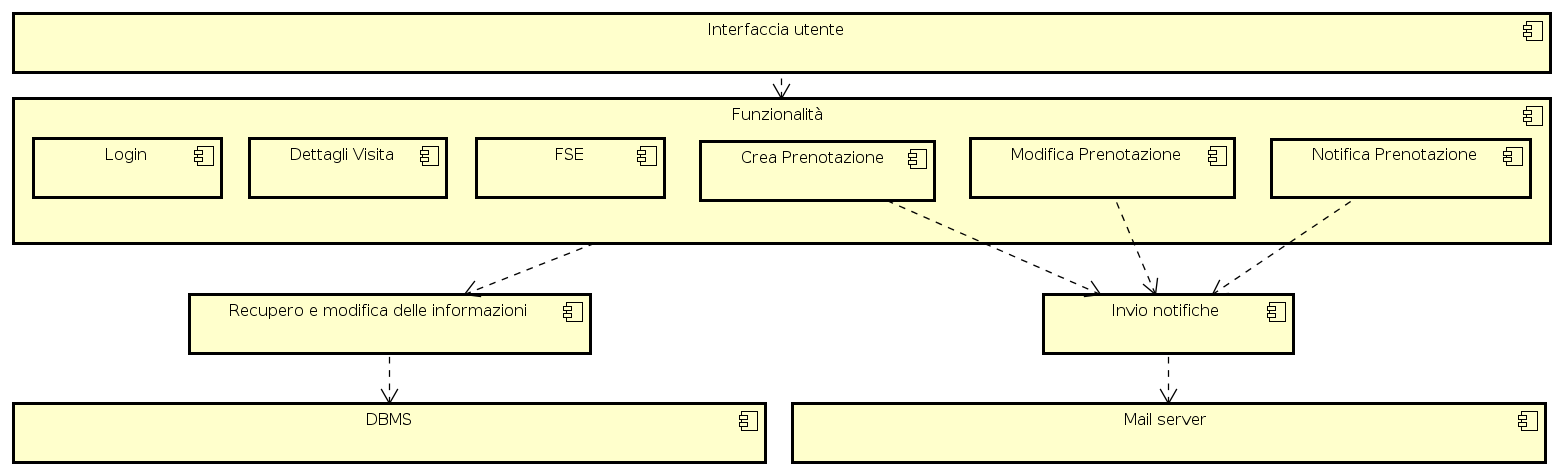 Interfaccia utente
Funzionalità
Login
Dettagli Visita
FSE
Crea Prenotazione
Modifica Prenotazione
Notifica Prenotazione
Recupero e modifica delle informazioni
Invio notifiche
DBMS
Mail server